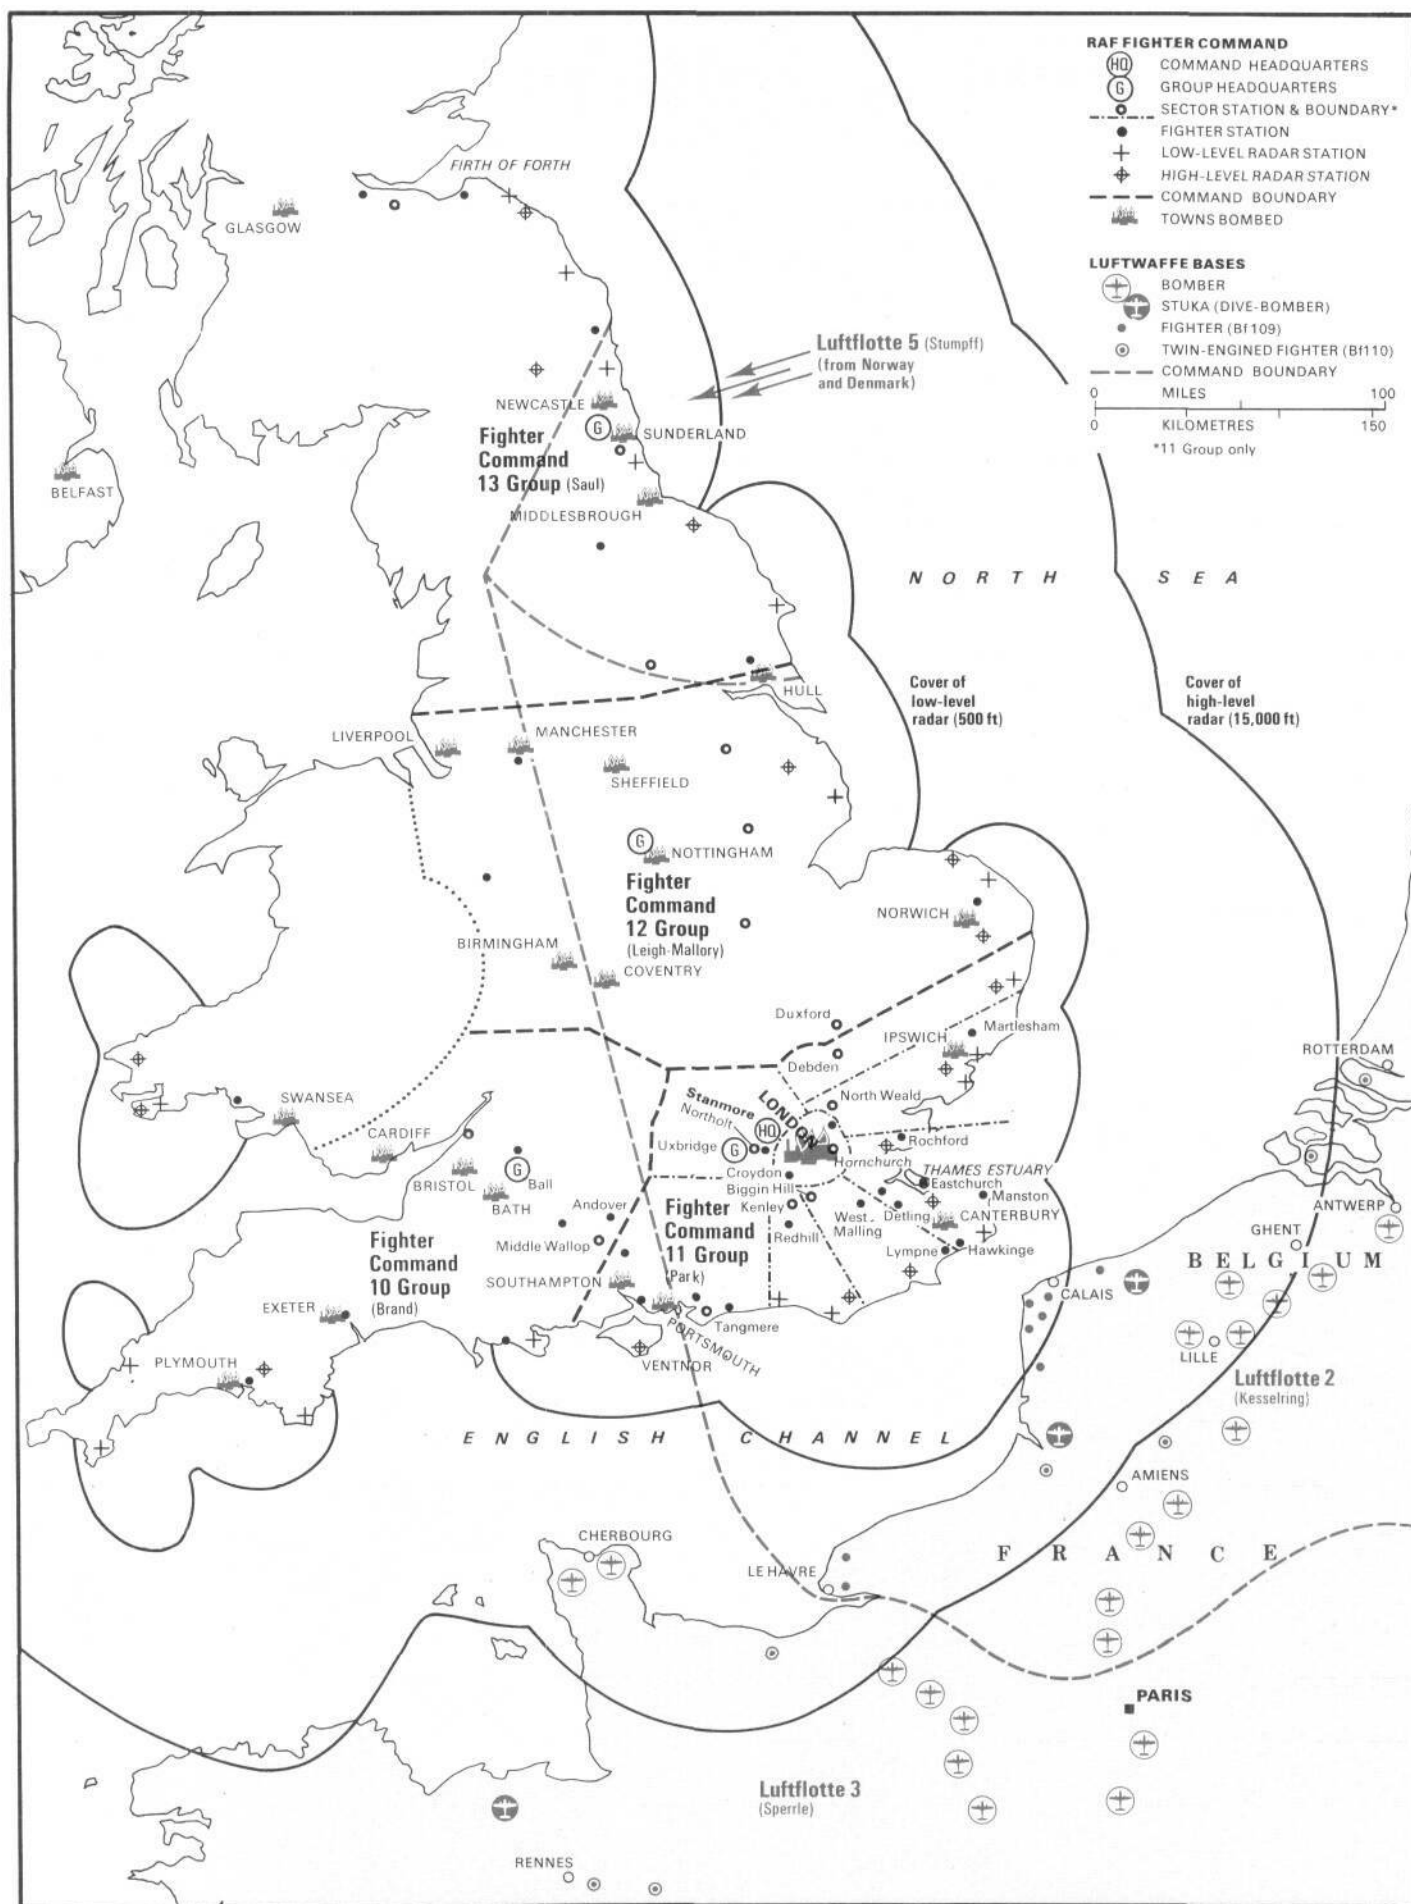 RAF FIGHTER COMMAND
HQ COMMAND HEADQUARTERS
G GROUP HEADQUARTERS
SECTOR STATION & BOUNDARY*
FIGHTER STATION
LOW-LEVEL RADAR STATION
HIGH-LEVEL RADAR STATION
COMMAND BOUNDARY
TOWNS BOMBED
LUFTWAFFE BASES
BOMBER
STUKA (DIVE-BOMBER)
FIGHTER (Bf109)
TWIN-ENGINED FIGHTER (Bf110)
COMMAND BOUNDARY
MILES
0 100
0 150
KILOMETRES
*11 Group only
FIRTH OF FORTH
GLASGOW
Luftflotte 5 (Stumpff)
(from Norway
and Denmark)
NEWCASTLE
G
SUNDERLAND
Fighter
Command
13 Group (Saul)
BELFAST
MIDDLESBROUGH
NORTH SEA
HULL
Cover of
low-level
radar (500 ft)
Cover of
high-level
radar (15,000 ft)
LIVERPOOL
MANCHESTER
SHEFFIELD
G
NOTTINGHAM
Fighter
Command
12 Group
(Leigh-Mallory)
NORWICH
BIRMINGHAM
COVENTRY
Duxford
Debden
IPSWICH
Martlesham
ROTTERDAM
SWANSEA
CARDIFF
BRISTOL
BATH
G
Ball
Stanmore
Northolt
LONDON
HQ
Uxbridge
G
North Weald
Rochford
Hornchurch
THAMES ESTUARY
Croydon
Biggin Hill
Kenley
Redhill
Eastchurch
Manston
West
Malling
Detling
CANTERBURY
Lympne
Hawkinge
ANTWERP
GHENT
BELGIUM
Andover
Middle Wallop
Fighter
Command
11 Group
(Park)
Fighter
Command
10 Group
(Brand)
SOUTHAMPTON
EXETER
PLYMOUTH
Tangmere
PORTSMOUTH
VENTNOR
CALAIS
LILLE
Luftflotte 2
(Kesselring)
ENGLISH CHANNEL
AMIENS
CHERBOURG
LE HAVRE
FRANCE
PARIS
Luftflotte 3
(Sperrle)
RENNES